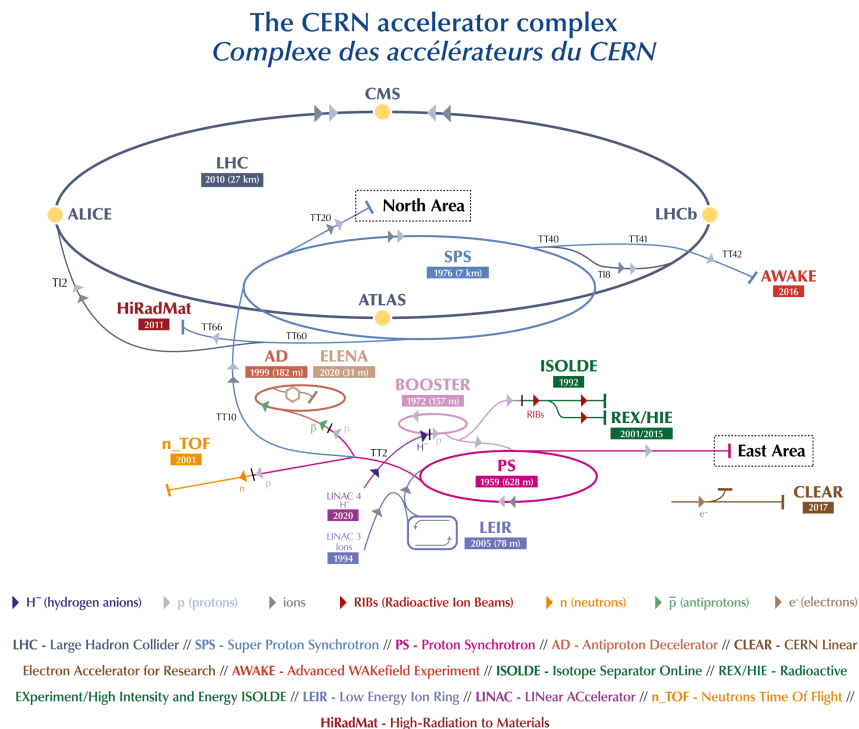 The CERN accelerator complex
Complexe des accélérateurs du CERN
CMS
LHC
2010 (27 km)
ALICE
TT20
North Area
LHCb
TT40
TT41
SPS
1976 (7 km)
TT42
TI8
AWAKE
2016
TI2
HiRadMat
2011
ATLAS
TT66
TT60
AD
1999 (182 m)
ELENA
2020 (31 m)
ISOLDE
1992
BOOSTER
1972 (157 m)
RIBs
REX/HIE
2001/2015
TT10
p̅
p
H⁻
p
n_TOF
2001
TT2
East Area
PS
1959 (628 m)
n
p
LINAC 4
H⁻
2020
CLEAR
2017
e⁻
LINAC 3
Ions
1994
LEIR
2005 (78 m)
H⁻ (hydrogen anions)
p (protons)
ions
RIBs (Radioactive Ion Beams)
n (neutrons)
p̅ (antiprotons)
e⁻ (electrons)
LHC - Large Hadron Collider // SPS - Super Proton Synchrotron // PS - Proton Synchrotron // AD - Antiproton Decelerator // CLEAR - CERN Linear
Electron Accelerator for Research // AWAKE - Advanced WAKefield Experiment // ISOLDE - Isotope Separator OnLine // REX/HIE - Radioactive
EXperiment/High Intensity and Energy ISOLDE // LEIR - Low Energy Ion Ring // LINAC - LINear ACcelerator // n_TOF - Neutrons Time Of Flight //
HiRadMat - High-Radiation to Materials